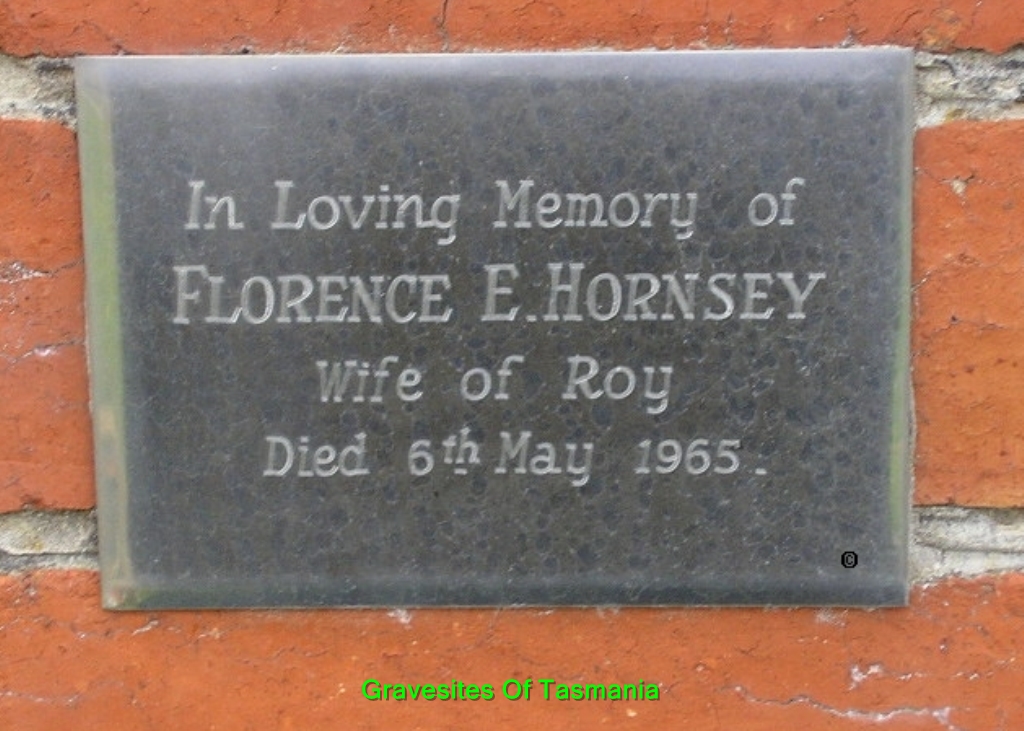 In Loving Memory of
FLORENCE E. HORNSEY
Wife of Roy
Died 6th May 1965.
©
Gravesites Of Tasmania